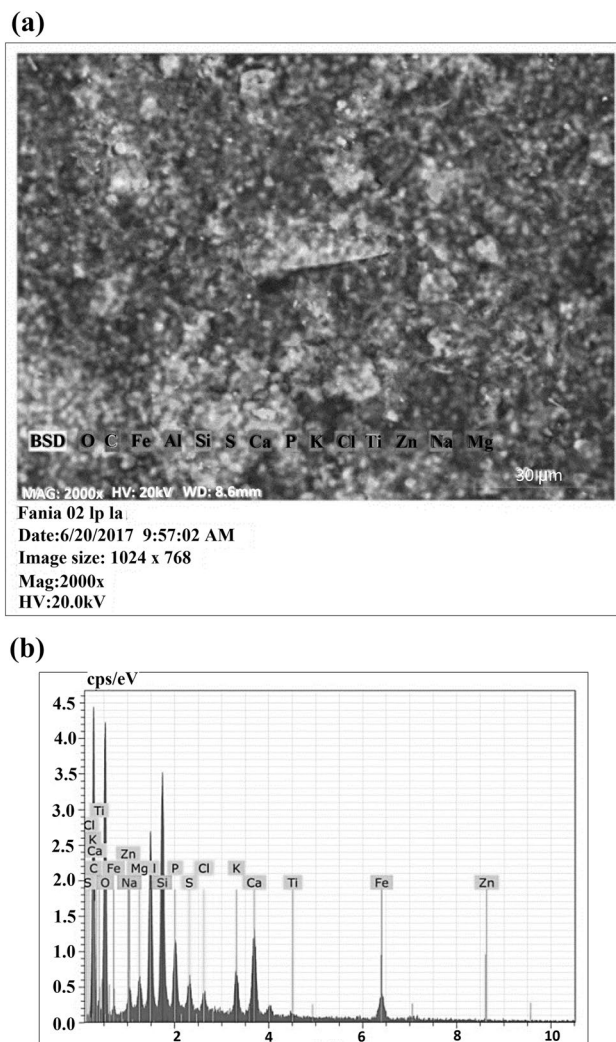 (a)
BSD O C Fe Al Si S Ca P K Cl Ti Zn Na Mg
30 µm
MAG: 2000x HV: 20kV WD: 8.6mm
Fania 02 lp la
Date:6/20/2017 9:57:02 AM
Image size: 1024 x 768
Mag:2000x
HV:20.0kV
(b)
cps/eV
4.5
4.0
3.5
3.0
2.5
2.0
1.5
1.0
0.5
0.0
Ti
Cl
K
Ca Zn
C Fe Mg l P Cl K
S O Na Si S Ca Ti Fe Zn
2 4 6 8 10